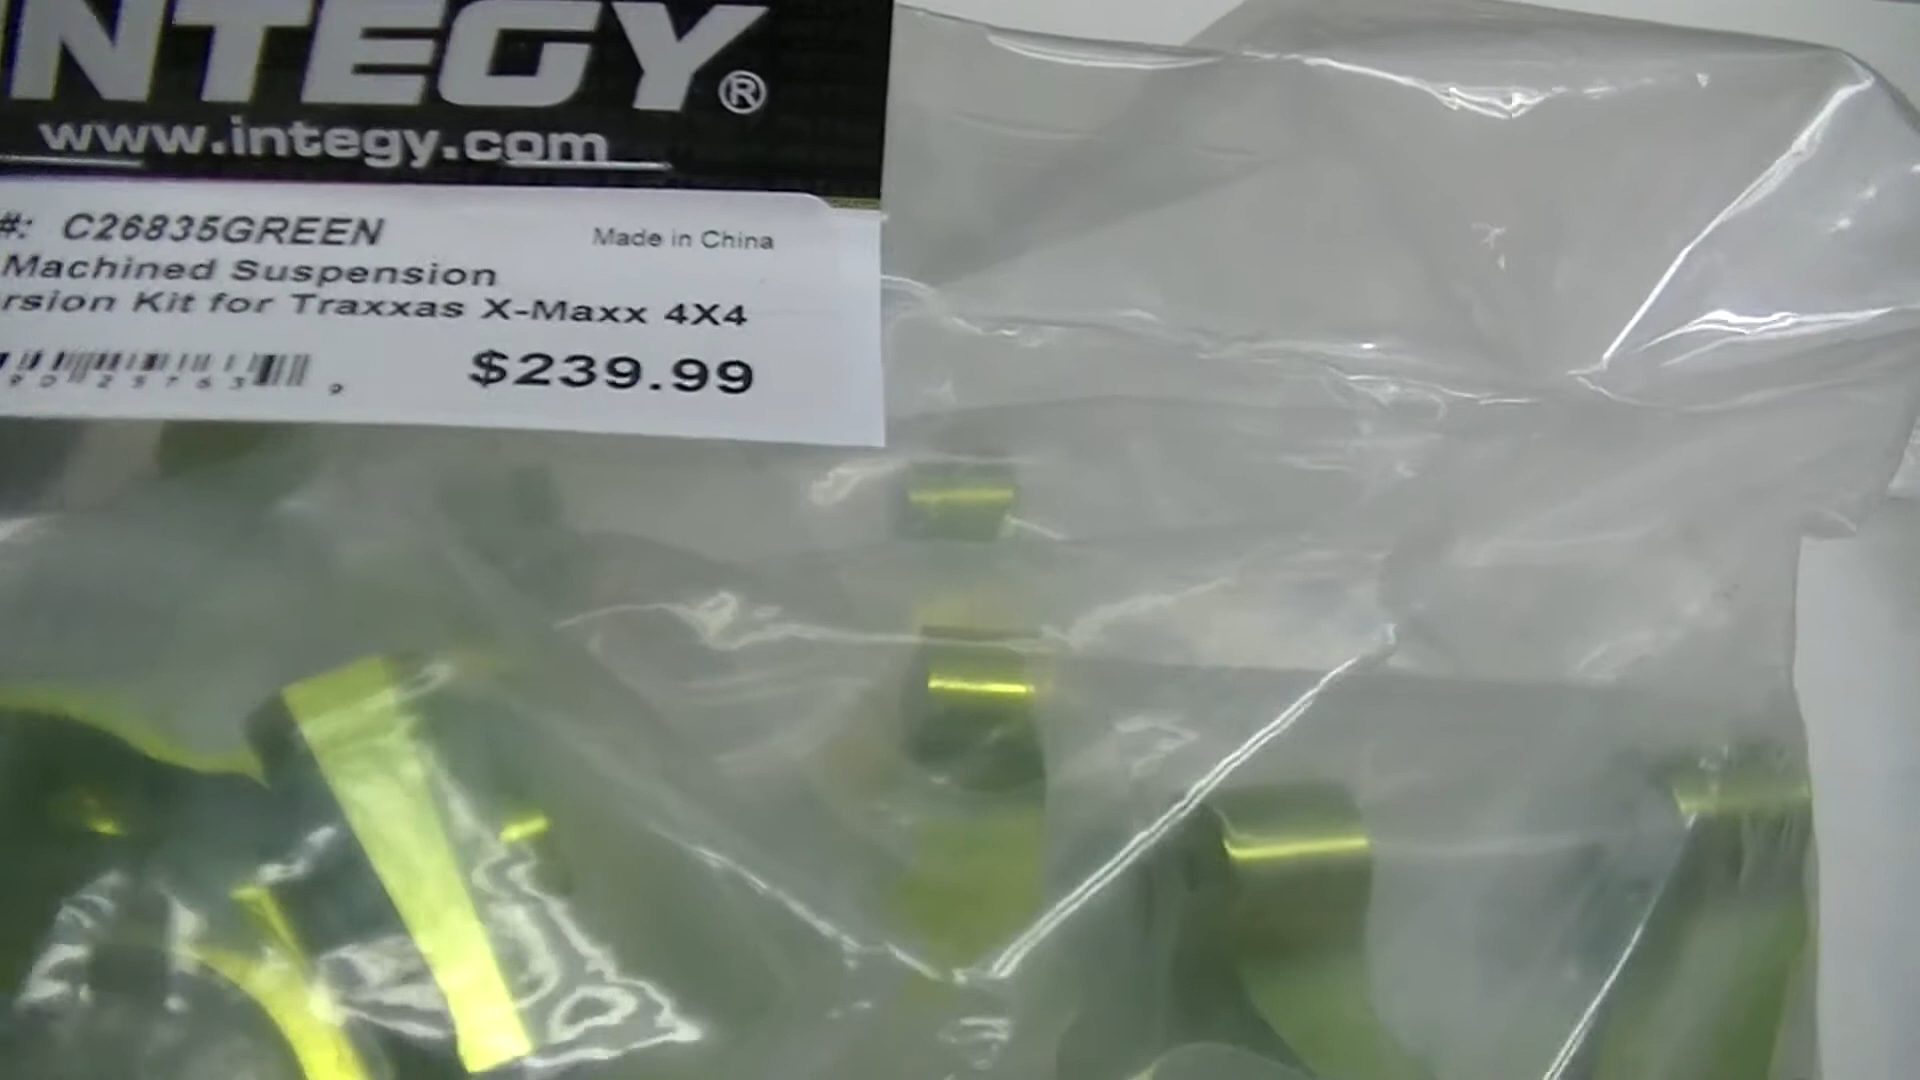 NTEGY®
www.integy.com
#: C26835GREEN
Made in China
Machined Suspension
rsion Kit for Traxxas X-Maxx 4X4
$239.99